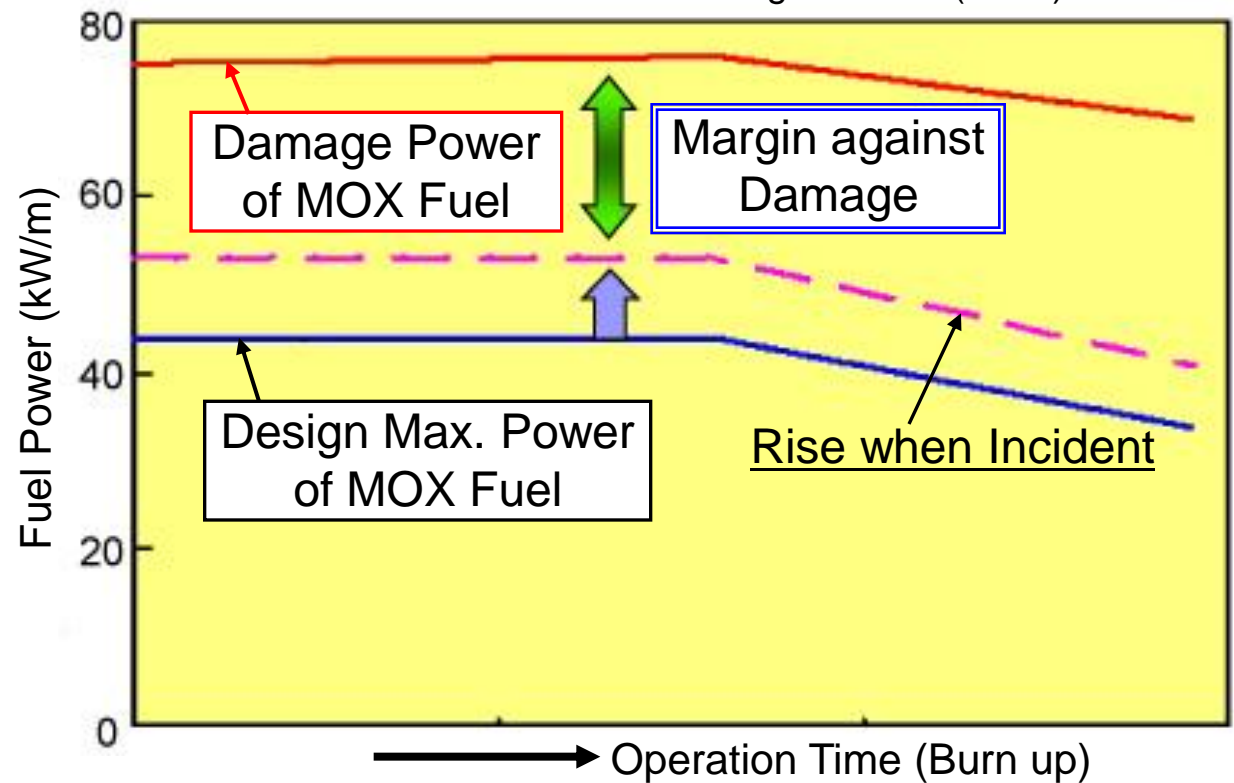 80
Damage Power
of MOX Fuel
Margin against
Damage
60
Fuel Power (kW/m)
40
Design Max. Power
of MOX Fuel
Rise when Incident
20
0
Operation Time (Burn up)